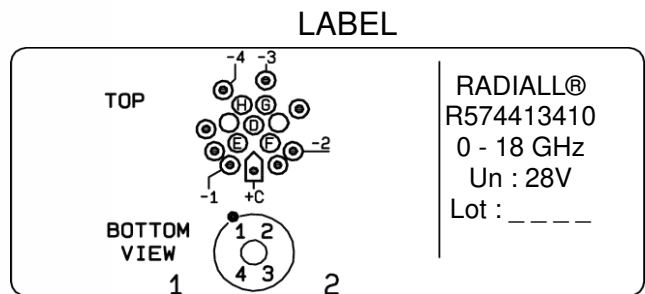 LABEL
-4 -3
TOP
H G
D
E F
-2
-1 +C
BOTTOM
VIEW
1 2
4 3
1 2
RADIALL®
R574413410
0 - 18 GHz
Un : 28V
Lot : _ _ _ _